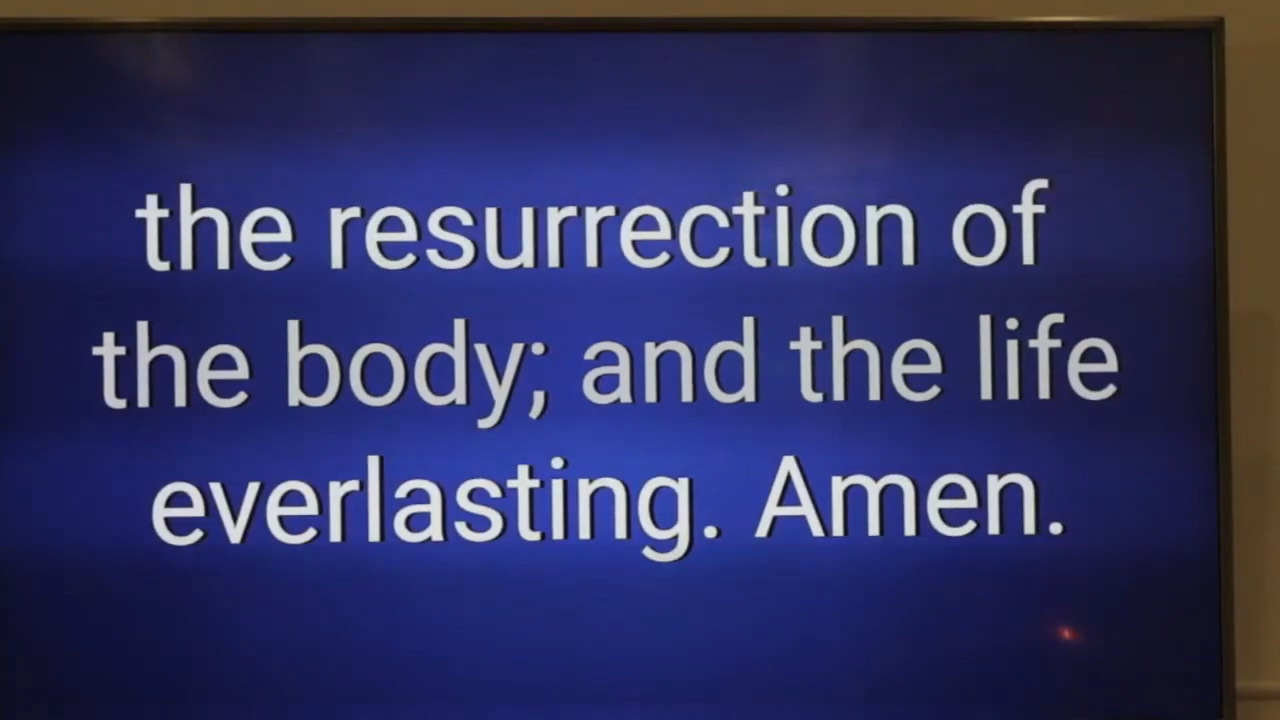 the resurrection of
the body; and the life
everlasting. Amen.